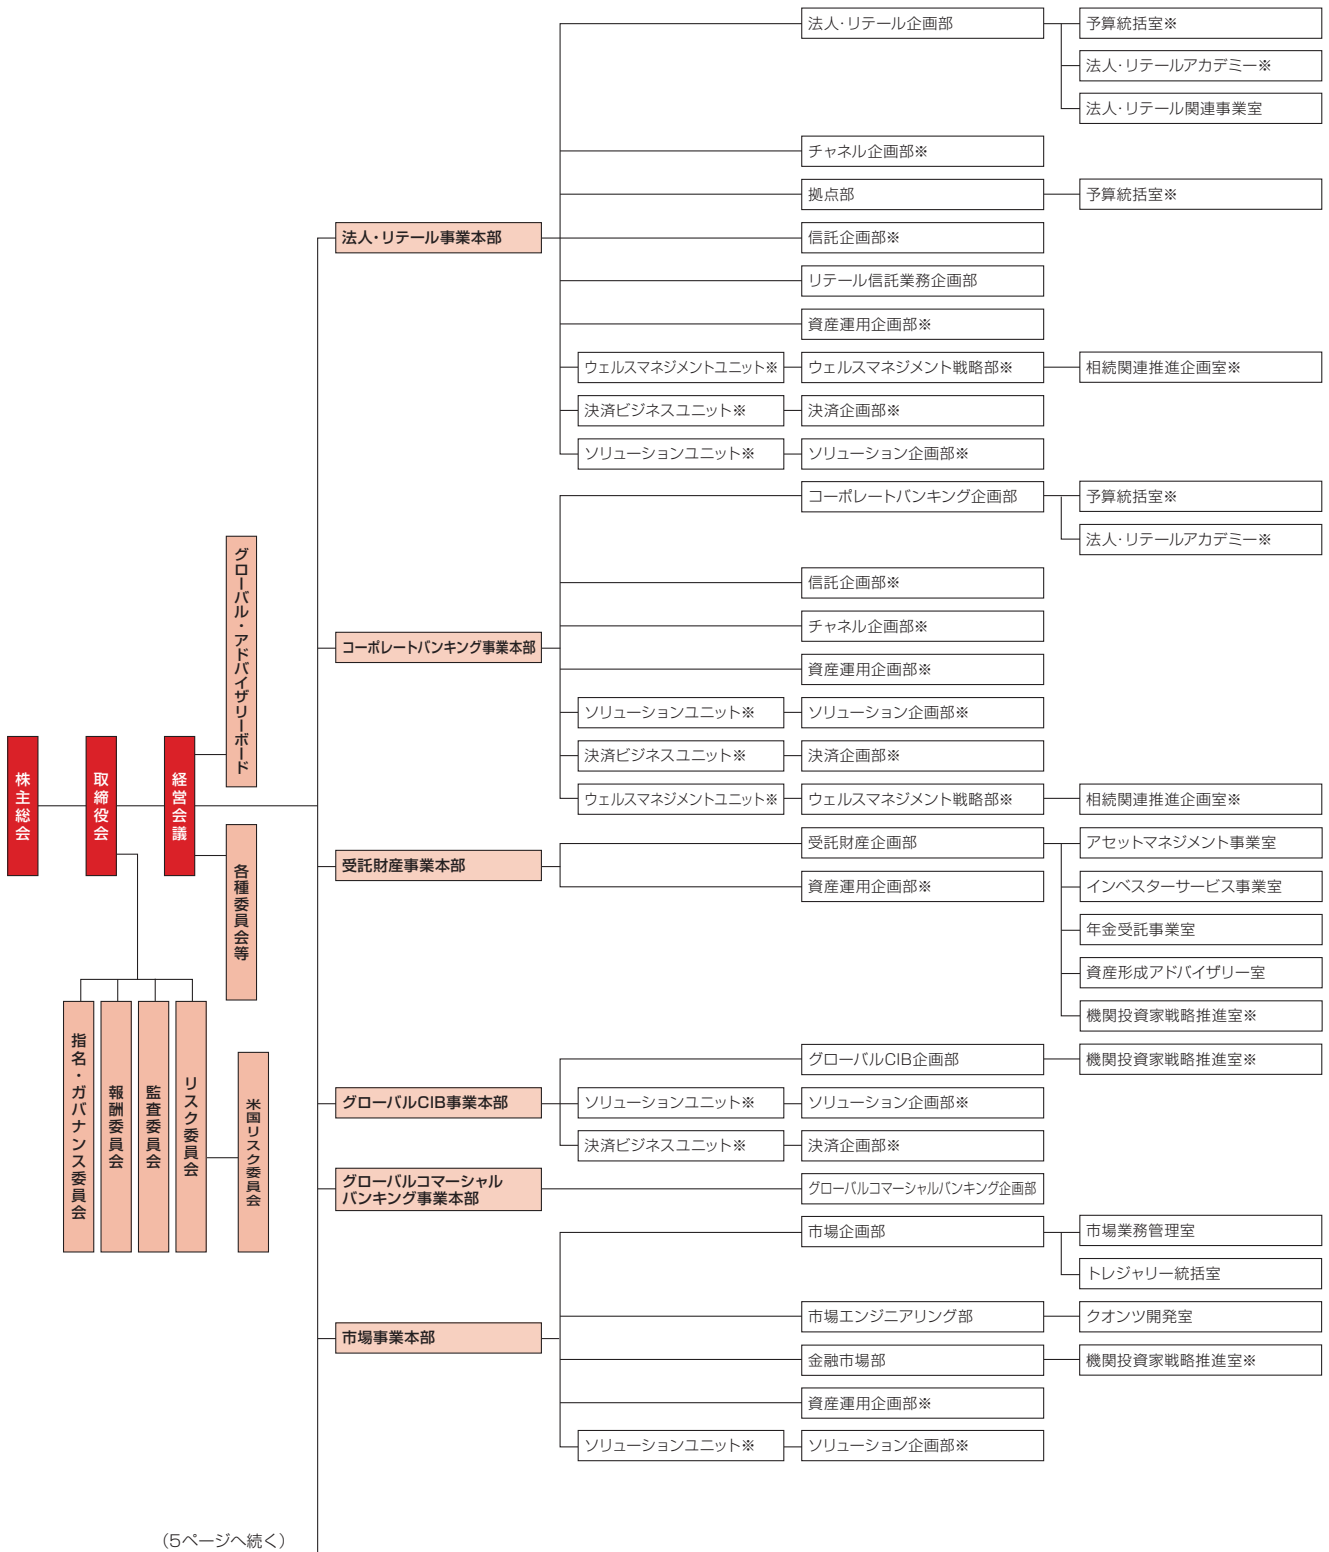 株主総会
取締役会
経営会議
グローバル・アドバイザリーボード
各種委員会等
指名・ガバナンス委員会
報酬委員会
監査委員会
リスク委員会
米国リスク委員会
法人・リテール事業本部
法人・リテール企画部
予算統括室※
法人・リテールアカデミー※
法人・リテール関連事業室
チャネル企画部※
拠点部
予算統括室※
信託企画部※
リテール信託業務企画部
資産運用企画部※
ウェルスマネジメントユニット※
ウェルスマネジメント戦略部※
相続関連推進企画室※
決済ビジネスユニット※
決済企画部※
ソリューションユニット※
ソリューション企画部※
コーポレートバンキング事業本部
コーポレートバンキング企画部
予算統括室※
法人・リテールアカデミー※
信託企画部※
チャネル企画部※
資産運用企画部※
ソリューションユニット※
ソリューション企画部※
決済ビジネスユニット※
決済企画部※
ウェルスマネジメントユニット※
ウェルスマネジメント戦略部※
相続関連推進企画室※
受託財産事業本部
受託財産企画部
アセットマネジメント事業室
インベスターサービス事業室
年金受託事業室
資産形成アドバイザリー室
機関投資家戦略推進室※
資産運用企画部※
グローバルCIB事業本部
グローバルCIB企画部
機関投資家戦略推進室※
ソリューションユニット※
ソリューション企画部※
決済ビジネスユニット※
決済企画部※
グローバルコマーシャル
バンキング事業本部
グローバルコマーシャルバンキング企画部
市場事業本部
市場企画部
市場業務管理室
トレジャリー統括室
市場エンジニアリング部
クオンツ開発室
金融市場部
機関投資家戦略推進室※
資産運用企画部※
ソリューションユニット※
ソリューション企画部※
（5ページへ続く）